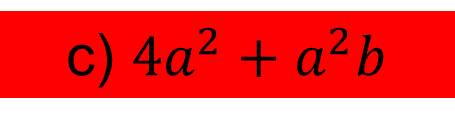 c) 4a² + a²b